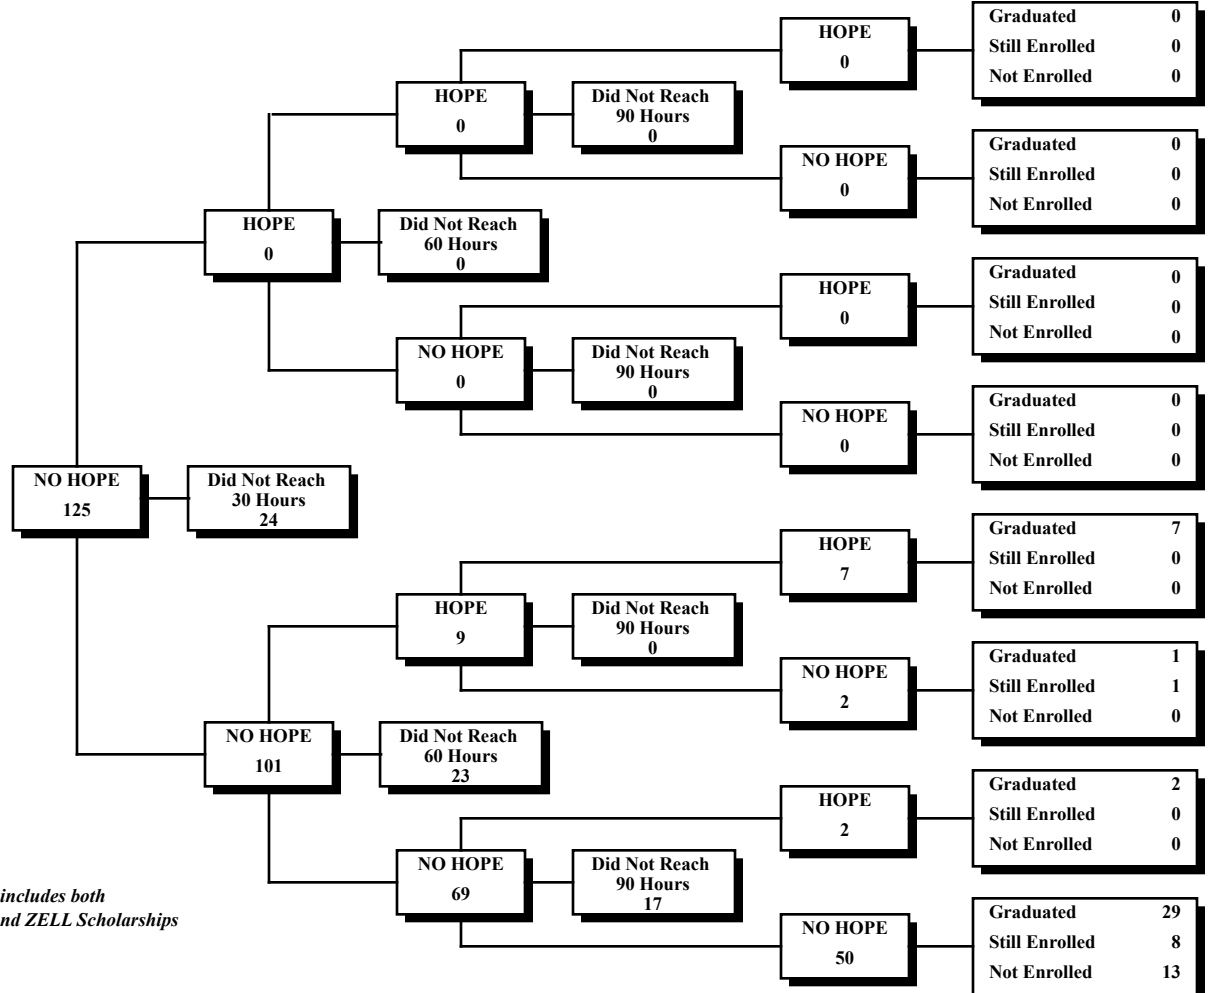 HOPE
0
Graduated 0
Still Enrolled 0
Not Enrolled 0
HOPE
0
Did Not Reach
90 Hours
0
NO HOPE
0
Graduated 0
Still Enrolled 0
Not Enrolled 0
HOPE
0
Did Not Reach
60 Hours
0
HOPE
0
Graduated 0
Still Enrolled 0
Not Enrolled 0
NO HOPE
0
Did Not Reach
90 Hours
0
NO HOPE
0
Graduated 0
Still Enrolled 0
Not Enrolled 0
NO HOPE
125
Did Not Reach
30 Hours
24
HOPE
7
Graduated 7
Still Enrolled 0
Not Enrolled 0
HOPE
9
Did Not Reach
90 Hours
0
NO HOPE
2
Graduated 1
Still Enrolled 1
Not Enrolled 0
NO HOPE
101
Did Not Reach
60 Hours
23
HOPE
2
Graduated 2
Still Enrolled 0
Not Enrolled 0
NO HOPE
69
Did Not Reach
90 Hours
17
NO HOPE
50
Graduated 29
Still Enrolled 8
Not Enrolled 13
includes both
nd ZELL Scholarships